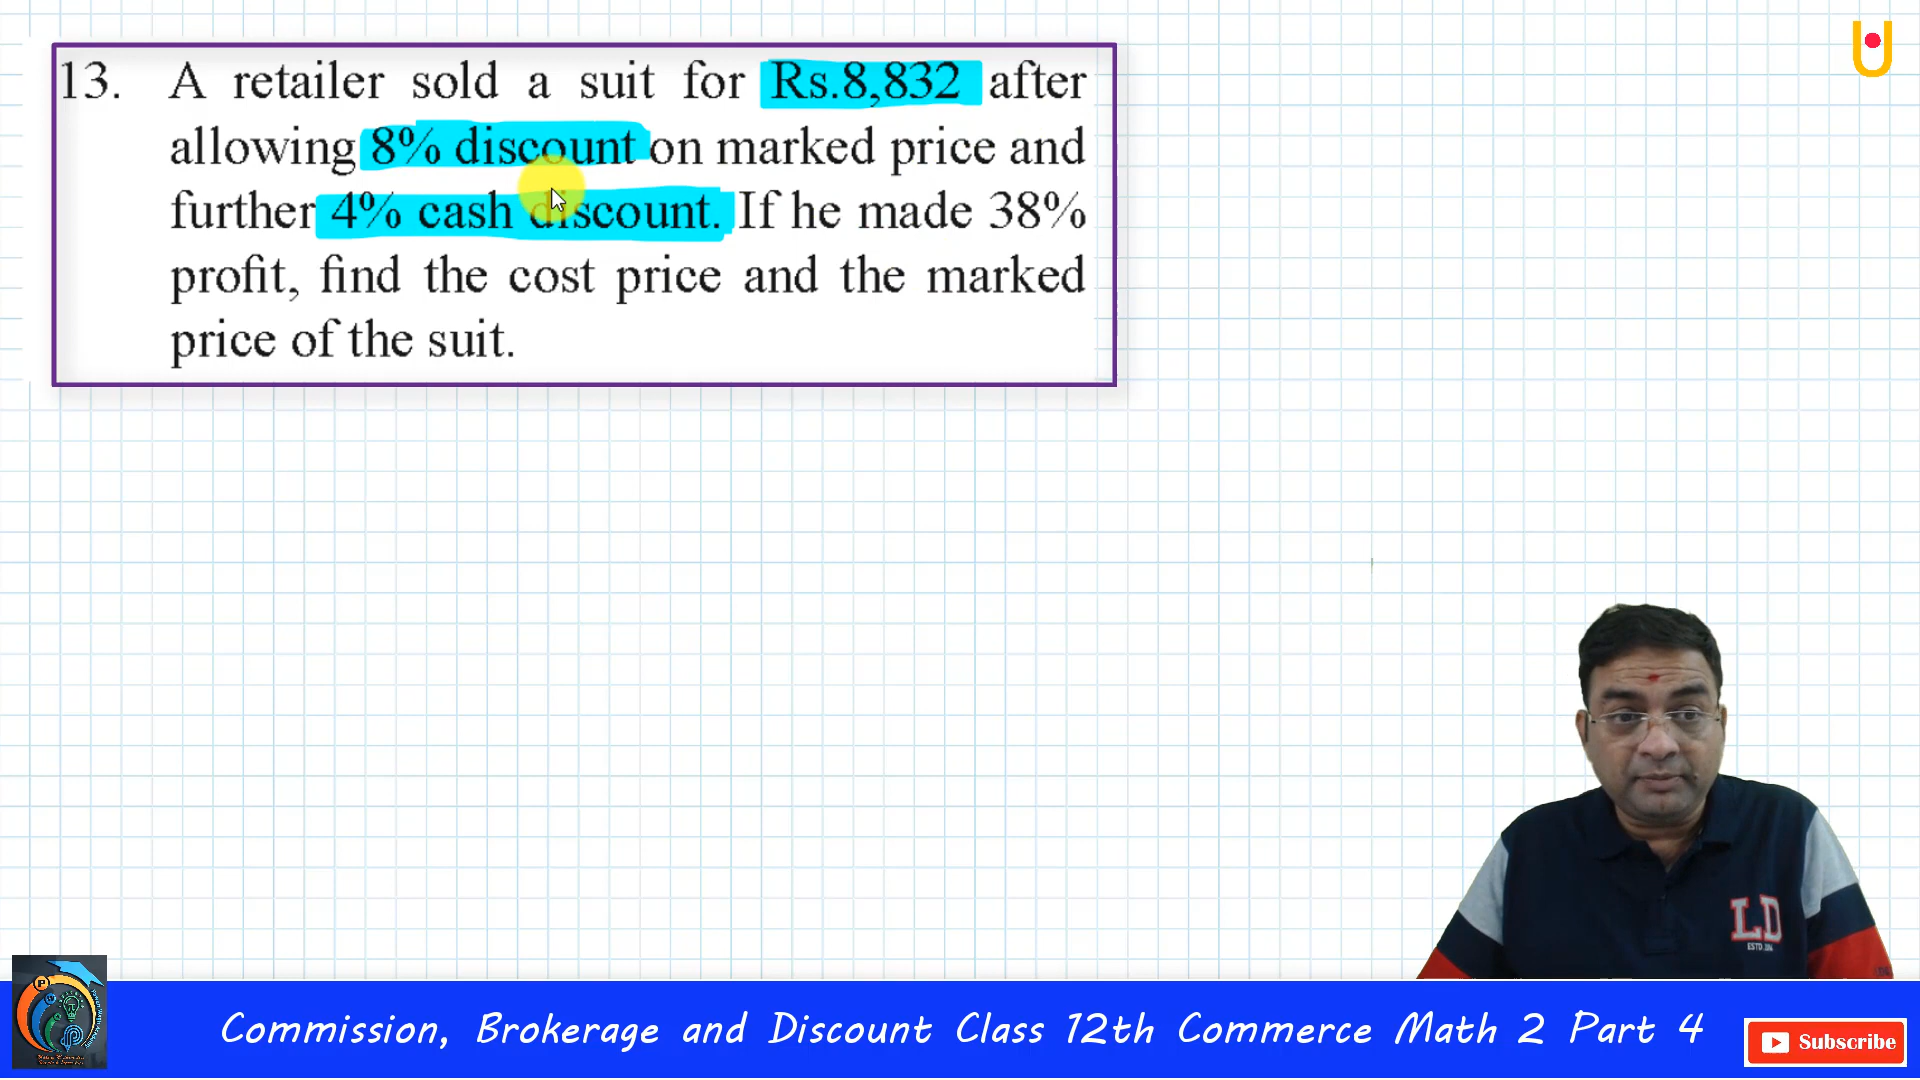 13. A retailer sold a suit for Rs.8,832 after
allowing 8% discount on marked price and
further 4% cash discount. If he made 38%
profit, find the cost price and the marked
price of the suit.
LD
Commission, Brokerage and Discount Class 12th Commerce Math 2 Part 4
Subscribe